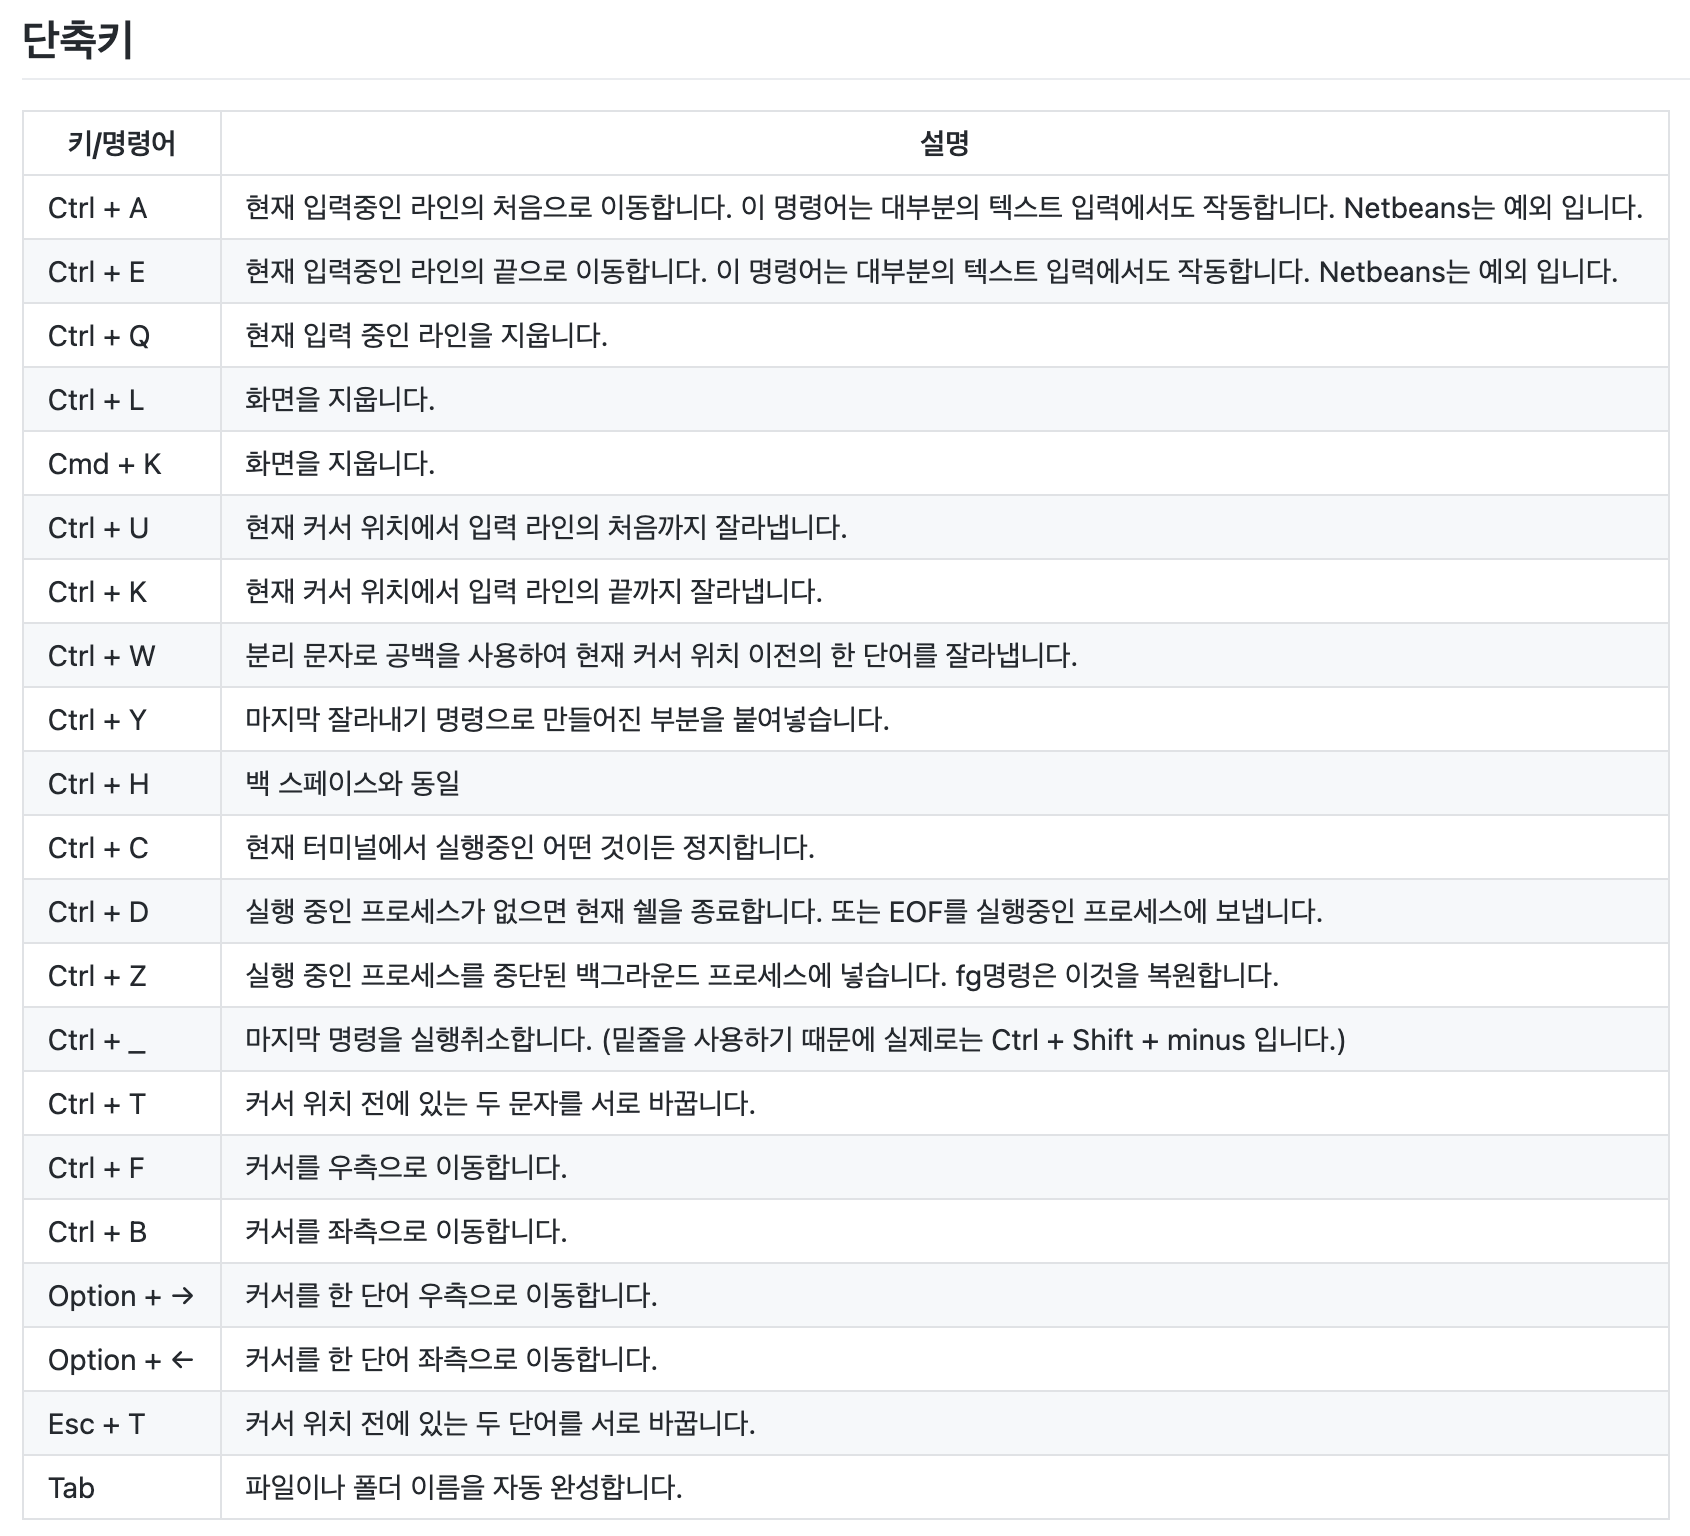 단축키
키/명령어 설명
Ctrl + A 현재 입력중인 라인의 처음으로 이동합니다. 이 명령어는 대부분의 텍스트 입력에서도 작동합니다. Netbeans는 예외 입니다.
Ctrl + E 현재 입력중인 라인의 끝으로 이동합니다. 이 명령어는 대부분의 텍스트 입력에서도 작동합니다. Netbeans는 예외 입니다.
Ctrl + Q 현재 입력 중인 라인을 지웁니다.
Ctrl + L 화면을 지웁니다.
Cmd + K 화면을 지웁니다.
Ctrl + U 현재 커서 위치에서 입력 라인의 처음까지 잘라냅니다.
Ctrl + K 현재 커서 위치에서 입력 라인의 끝까지 잘라냅니다.
Ctrl + W 분리 문자로 공백을 사용하여 현재 커서 위치 이전의 한 단어를 잘라냅니다.
Ctrl + Y 마지막 잘라내기 명령으로 만들어진 부분을 붙여넣습니다.
Ctrl + H 백 스페이스와 동일
Ctrl + C 현재 터미널에서 실행중인 어떤 것이든 정지합니다.
Ctrl + D 실행 중인 프로세스가 없으면 현재 쉘을 종료합니다. 또는 EOF를 실행중인 프로세스에 보냅니다.
Ctrl + Z 실행 중인 프로세스를 중단된 백그라운드 프로세스에 넣습니다. fg명령은 이것을 복원합니다.
Ctrl + _ 마지막 명령을 실행취소합니다. (밑줄을 사용하기 때문에 실제로는 Ctrl + Shift + minus 입니다.)
Ctrl + T 커서 위치 전에 있는 두 문자를 서로 바꿉니다.
Ctrl + F 커서를 우측으로 이동합니다.
Ctrl + B 커서를 좌측으로 이동합니다.
Option + → 커서를 한 단어 우측으로 이동합니다.
Option + ← 커서를 한 단어 좌측으로 이동합니다.
Esc + T 커서 위치 전에 있는 두 단어를 서로 바꿉니다.
Tab 파일이나 폴더 이름을 자동 완성합니다.